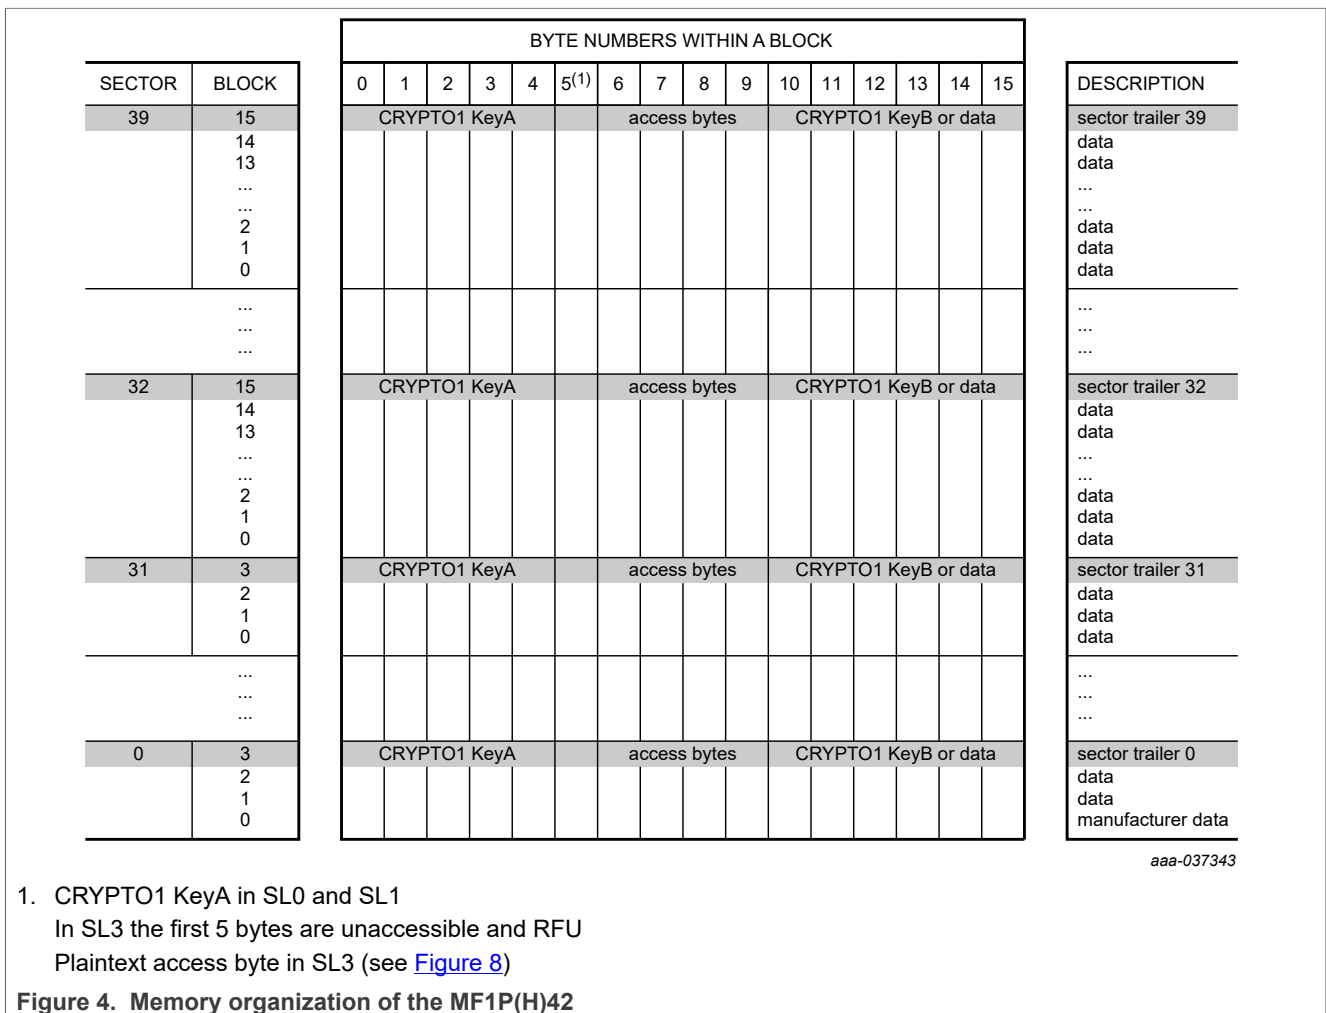 BYTE NUMBERS WITHIN A BLOCK
SECTOR BLOCK 0 1 2 3 4 5(1) 6 7 8 9 10 11 12 13 14 15 DESCRIPTION
39 15 CRYPTO1 KeyA access bytes CRYPTO1 KeyB or data sector trailer 39
14 data
13 data
... ...
... ...
2 data
1 data
0 data
... ...
... ...
... ...
32 15 CRYPTO1 KeyA access bytes CRYPTO1 KeyB or data sector trailer 32
14 data
13 data
... ...
... ...
2 data
1 data
0 data
31 3 CRYPTO1 KeyA access bytes CRYPTO1 KeyB or data sector trailer 31
2 data
1 data
0 data
... ...
... ...
... ...
0 3 CRYPTO1 KeyA access bytes CRYPTO1 KeyB or data sector trailer 0
2 data
1 data
0 manufacturer data
aaa-037343
1. CRYPTO1 KeyA in SL0 and SL1
In SL3 the first 5 bytes are unaccessible and RFU
Plaintext access byte in SL3 (see Figure 8)
Figure 4. Memory organization of the MF1P(H)42